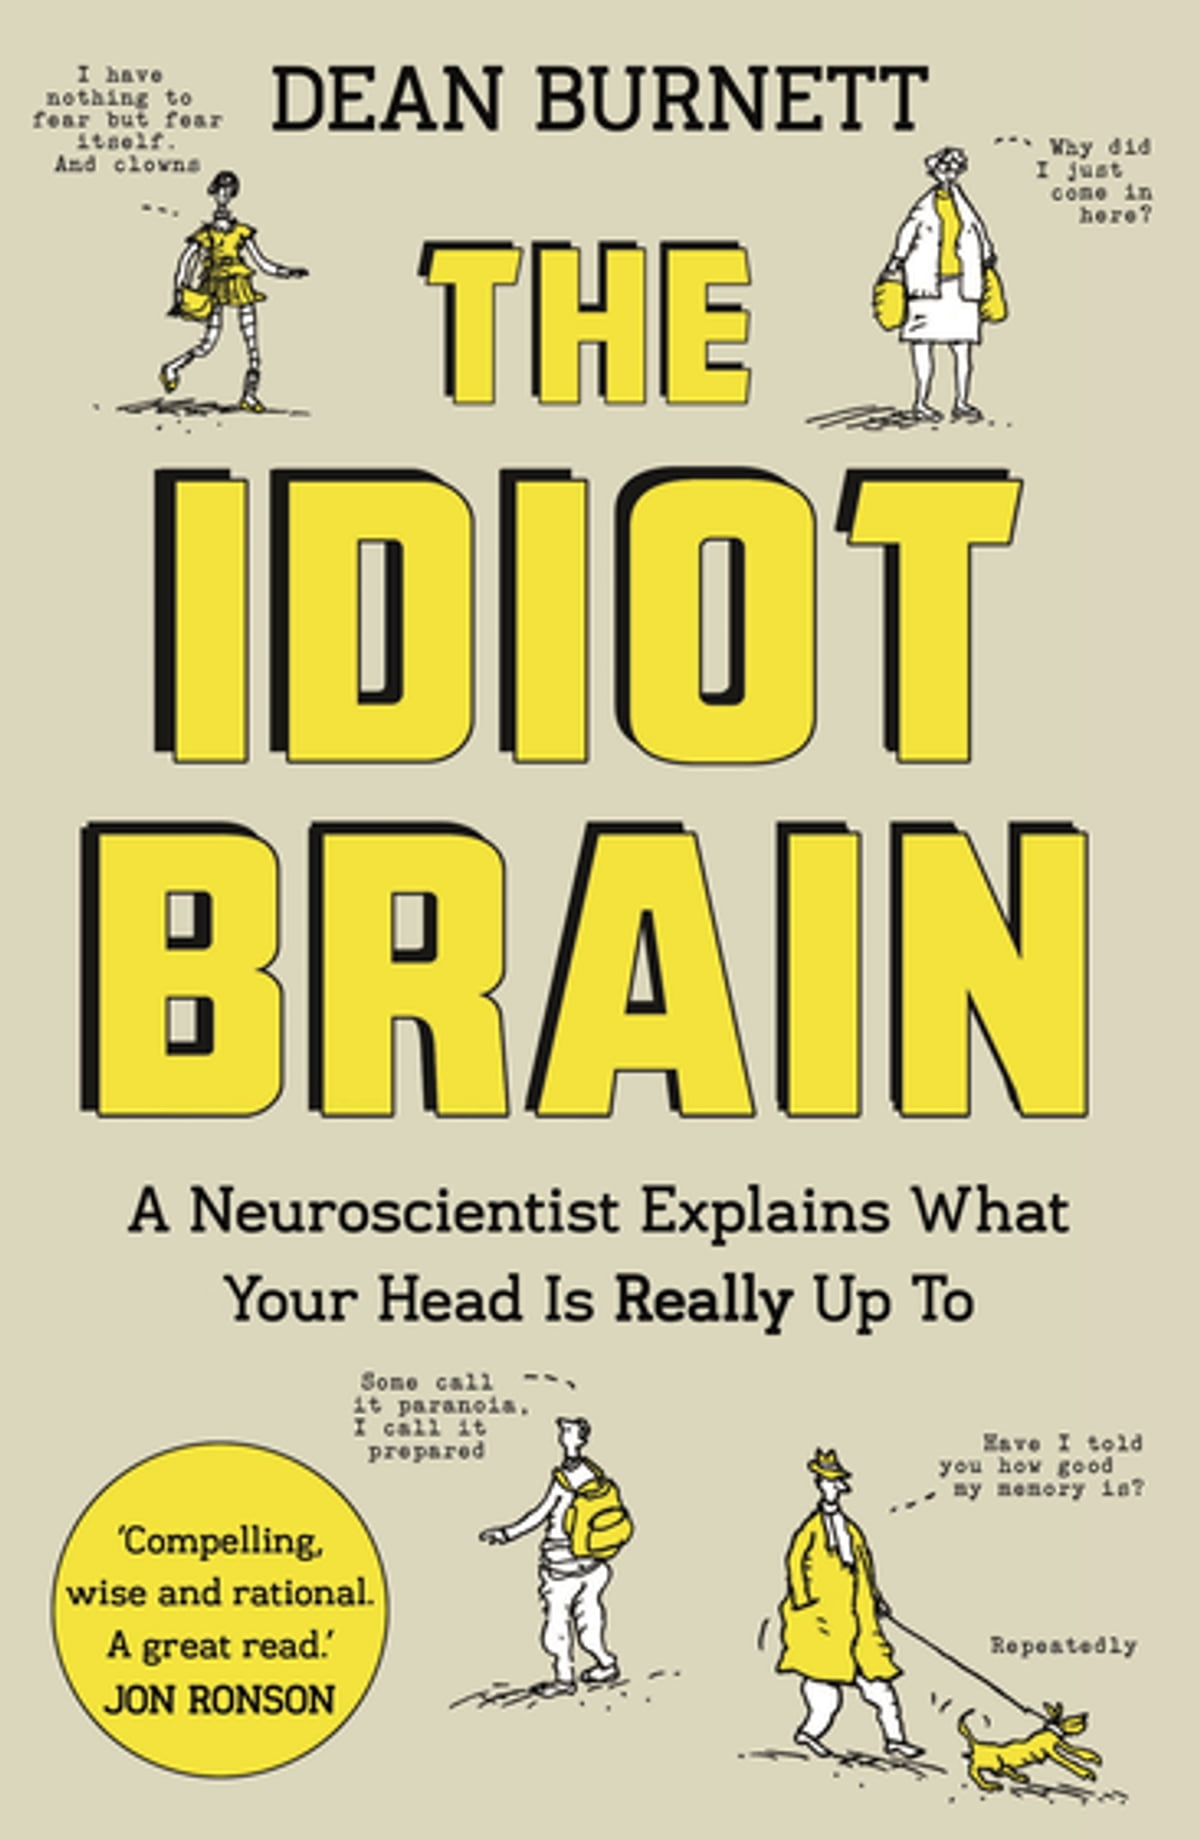 DEAN BURNETT
I have
nothing to
fear but fear
itself.
And clowns
Why did
I just
come in
here?
THE
IDIOT
BRAIN
A Neuroscientist Explains What
Your Head Is Really Up To
Some call
it paranoia,
I call it
prepared
Have I told
you how good
my memory is?
Repeatedly
‘Compelling,
wise and rational.
A great read.’
JON RONSON